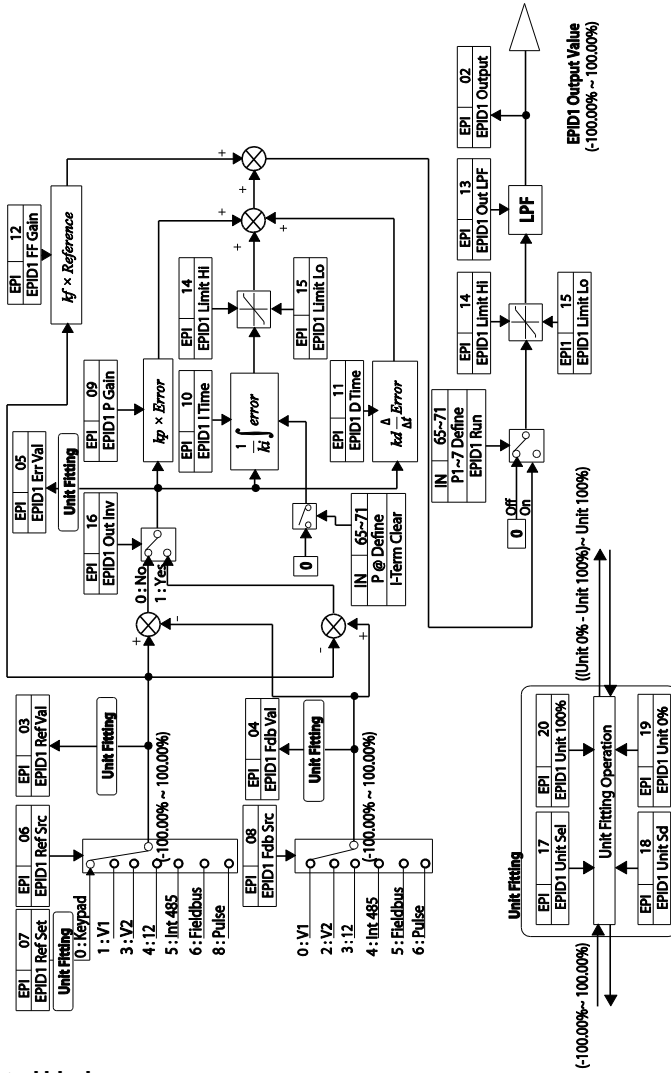 EPI 07
EPID1 Ref Set
Unit Fitting
EPI 06
EPID1 Ref Src
0 : Keypad
1 : V1
3 : V2
4 : 12
5 : Int 485
6 : Fieldbus
8 : Pulse
(-100.00% ~ 100.00%)
EPI 03
EPID1 Ref Val
Unit Fitting
EPI 08
EPID1 Fdb Src
0 : V1
2 : V2
3 : 12
4 : Int 485
5 : Fieldbus
6 : Pulse
(-100.00% ~ 100.00%)
EPI 04
EPID1 Fdb Val
Unit Fitting
+
-
-
+
0 : No
1 : Yes
EPI 16
EPID1 Out Inv
EPI 05
EPID1 Err Val
Unit Fitting
0
IN 65~71
P @ Define
I-Term Clear
EPI 09
EPID1 P Gain
kp × Error
EPI 10
EPID1 I Time
1/ki ∫ error
EPI 11
EPID1 D Time
kd Δ/Δt Error
EPI 12
EPID1 FF Gain
kf × Reference
EPI 14
EPID1 Limit Hi
EPI 15
EPID1 Limit Lo
+
+
+
+
+
0
Off
On
IN 65~71
P1~7 Define
EPID1 Run
EPI 14
EPID1 Limit Hi
EPI1 15
EPID1 Limit Lo
EPI 13
EPID1 Out LPF
LPF
EPI 02
EPID1 Output
EPID1 Output Value
(-100.00% ~ 100.00%)
Unit Fitting
(-100.00%~ 100.00%)
EPI 17
EPID1 Unit Sel
EPI 20
EPID1 Unit 100%
Unit Fitting Operation
EPI 18
EPID1 Unit Sd
EPI 19
EPID1 Unit 0%
((Unit 0% - Unit 100%)~ Unit 100%)